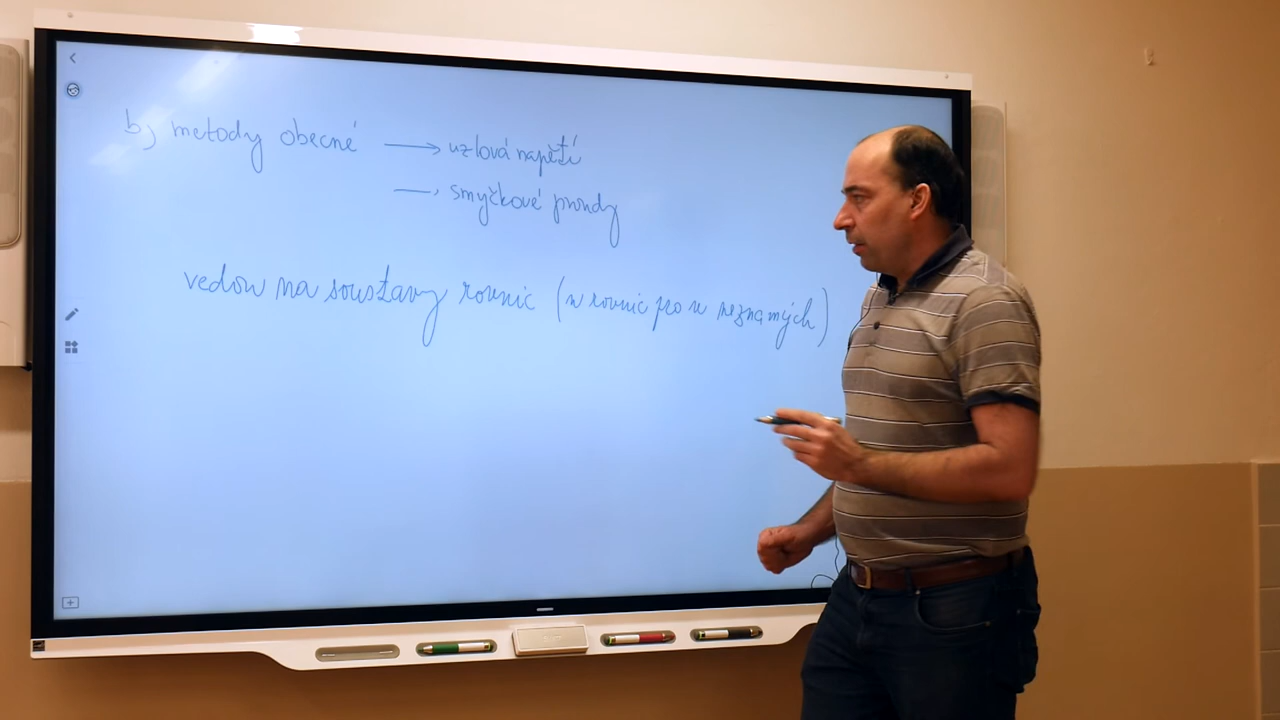 b) metody obecné → uzlová napětí
→ smyčkové proudy
vedou na soustavy rovnic (n rovnic pro n neznámých)